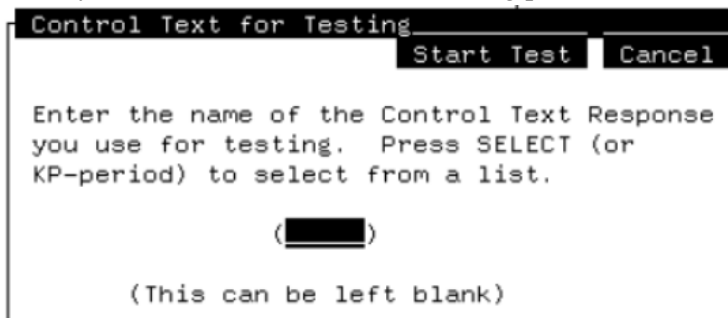 Control Text for Testing
Start Test Cancel
Enter the name of the Control Text Response
you use for testing. Press SELECT (or
KP-period) to select from a list.
( )
(This can be left blank)